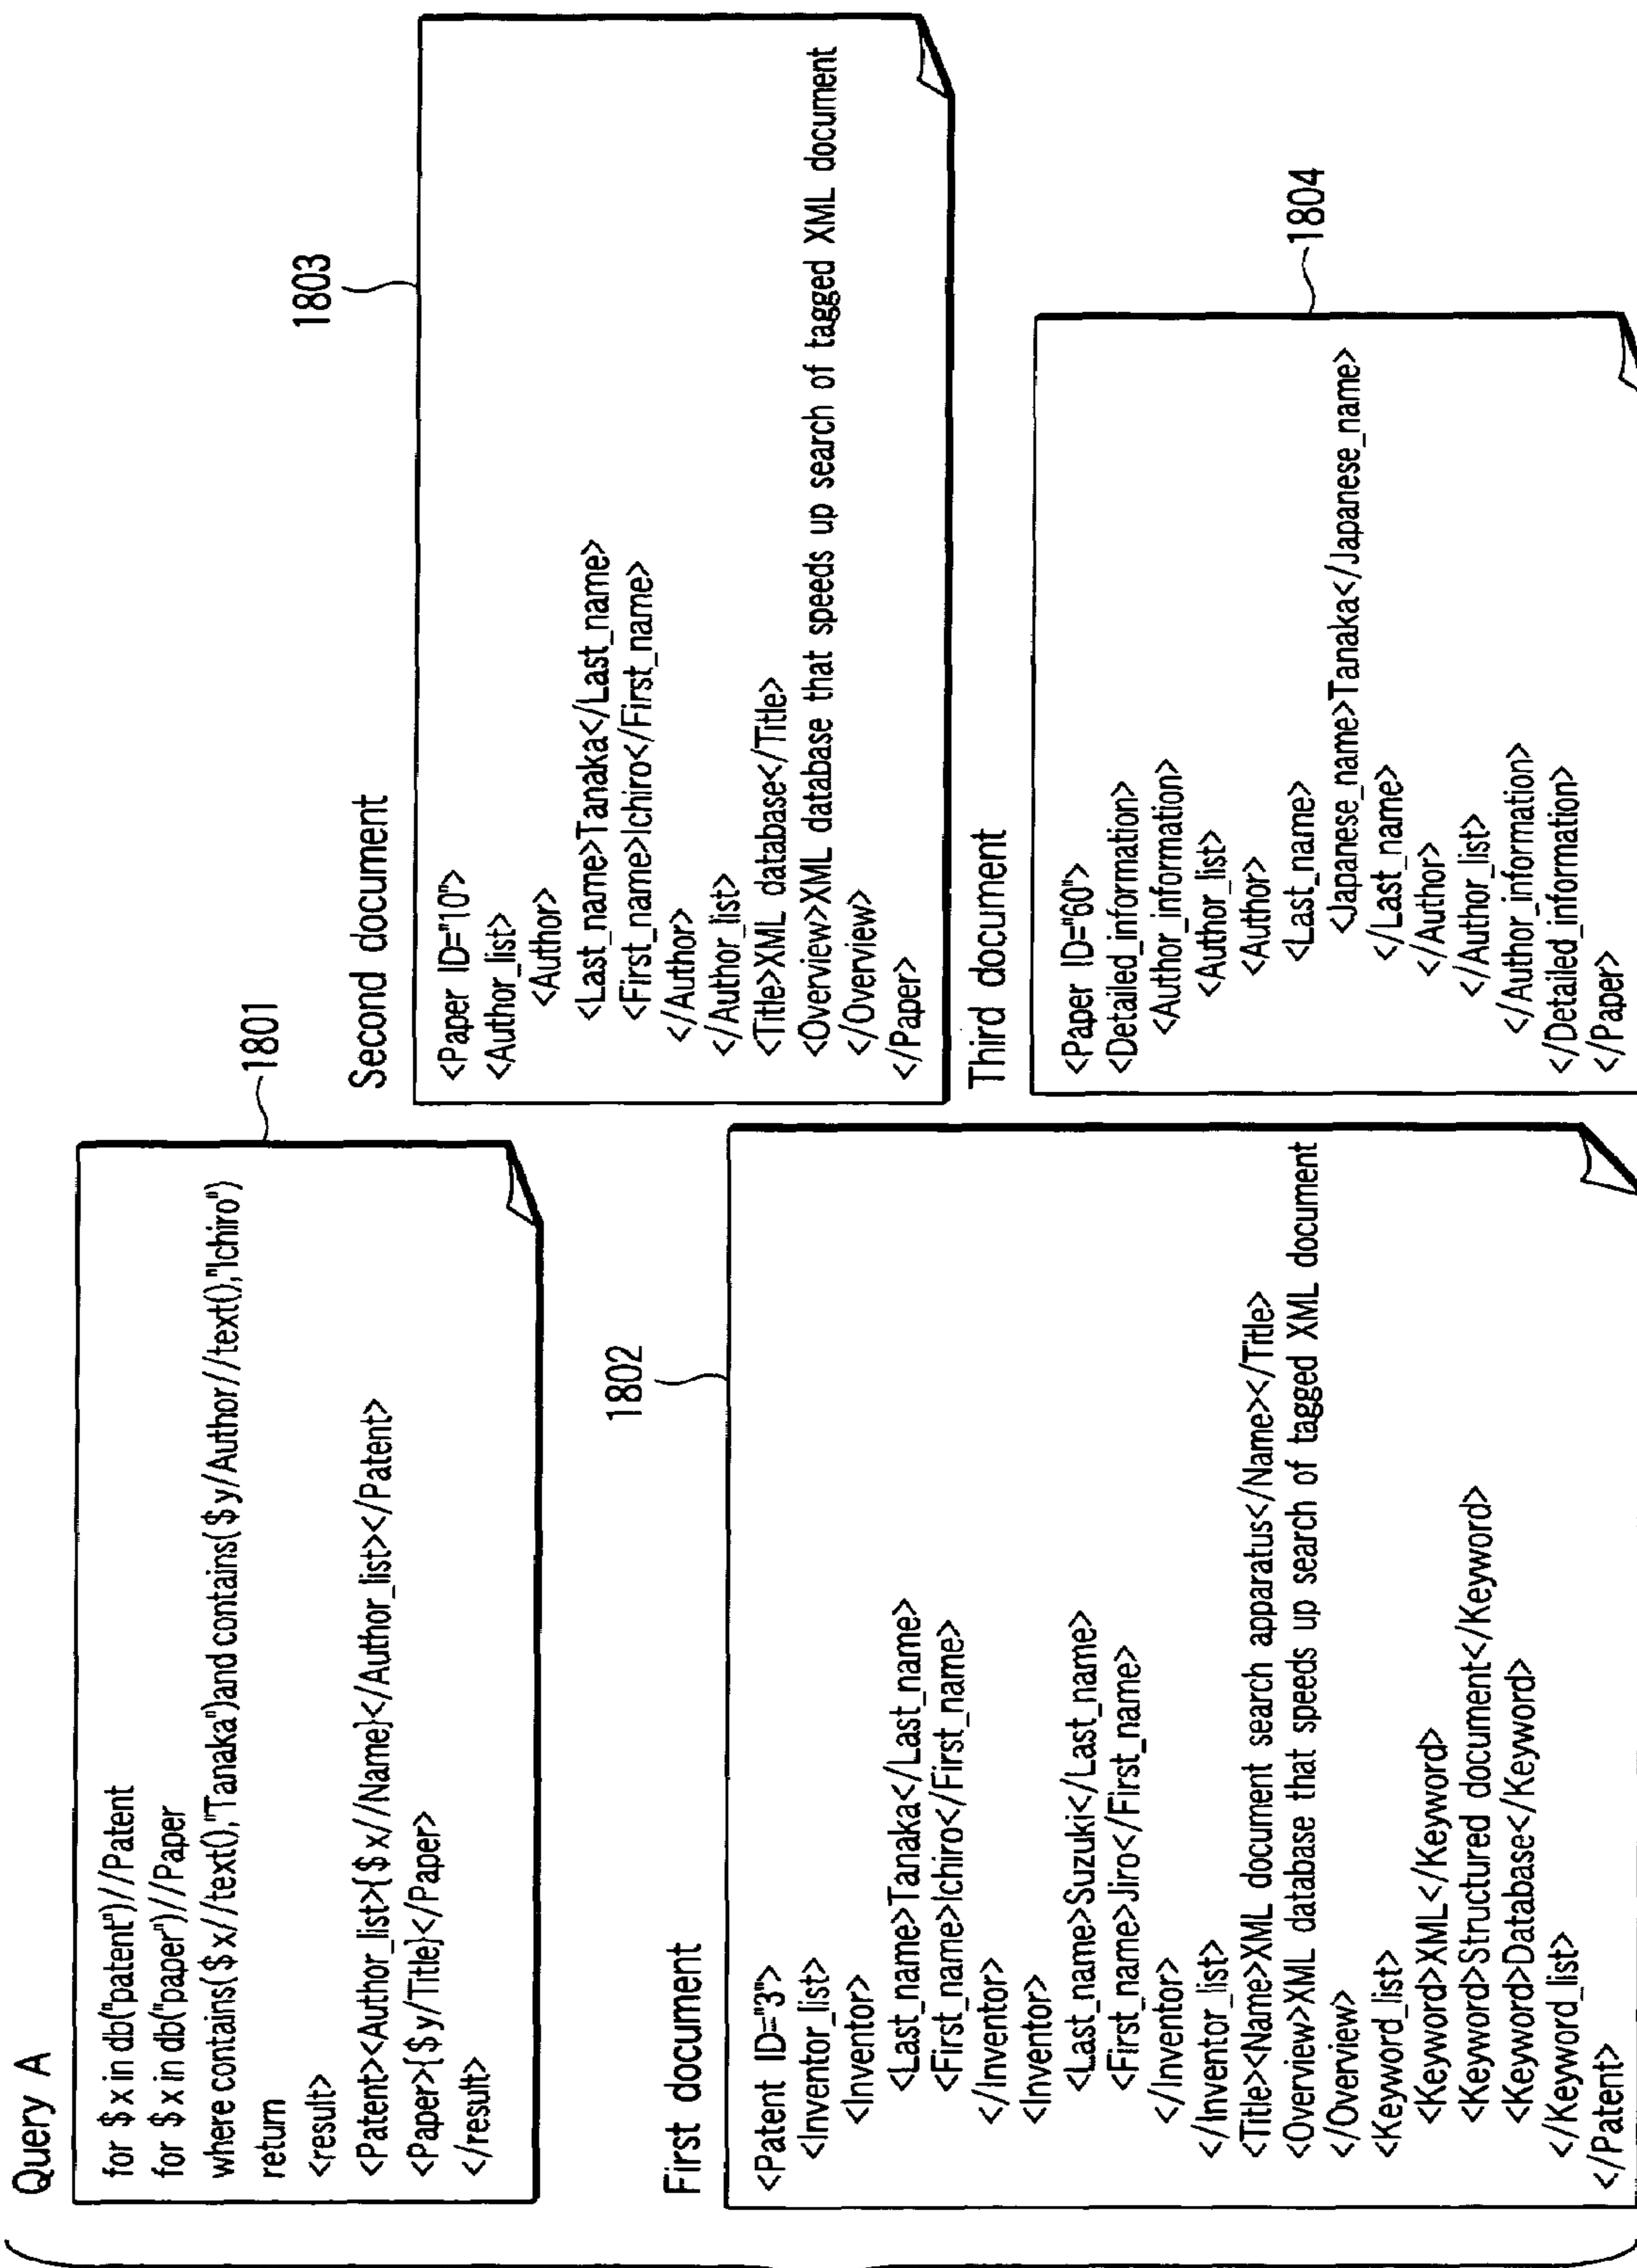 Query A
1801
for $x in db("patent")//Patent
for $x in db("paper")//Paper
where contains($x//text(),"Tanaka")and contains($y/Author//text(),"Ichiro")
return
<result>
<Patent><Author_list>{$x//Name}</Author_list></Patent>
<Paper>{$y/Title}</Paper>
</result>
First document
1802
<Patent ID="3">
<Inventor_list>
<Inventor>
<Last_name>Tanaka</Last_name>
<First_name>Ichiro</First_name>
</Inventor>
<Inventor>
<Last_name>Suzuki</Last_name>
<First_name>Jiro</First_name>
</Inventor>
</Inventor_list>
<Title><Name>XML document search apparatus</Name></Title>
<Overview>XML database that speeds up search of tagged XML document
</Overview>
<Keyword_list>
<Keyword>XML</Keyword>
<Keyword>Structured document</Keyword>
<Keyword>Database</Keyword>
</Keyword_list>
</Patent>
Second document
1803
<Paper ID="10">
<Author_list>
<Author>
<Last_name>Tanaka</Last_name>
<First_name>Ichiro</First_name>
</Author>
</Author_list>
<Title>XML database</Title>
<Overview>XML database that speeds up search of tagged XML document
</Overview>
</Paper>
Third document
1804
<Paper ID="60">
<Detailed_information>
<Author_information>
<Author_list>
<Author>
<Last_name>
<Japanese_name>Tanaka</Japanese_name>
</Last_name>
</Author>
</Author_list>
</Author_information>
</Detailed_information>
</Paper>